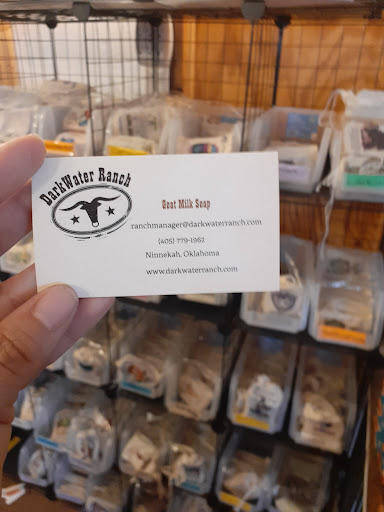 DarkWater Ranch
Goat Milk Soap
ranchmanager@darkwaterranch.com
(405) 779-1962
Ninnekah, Oklahoma
www.darkwaterranch.com